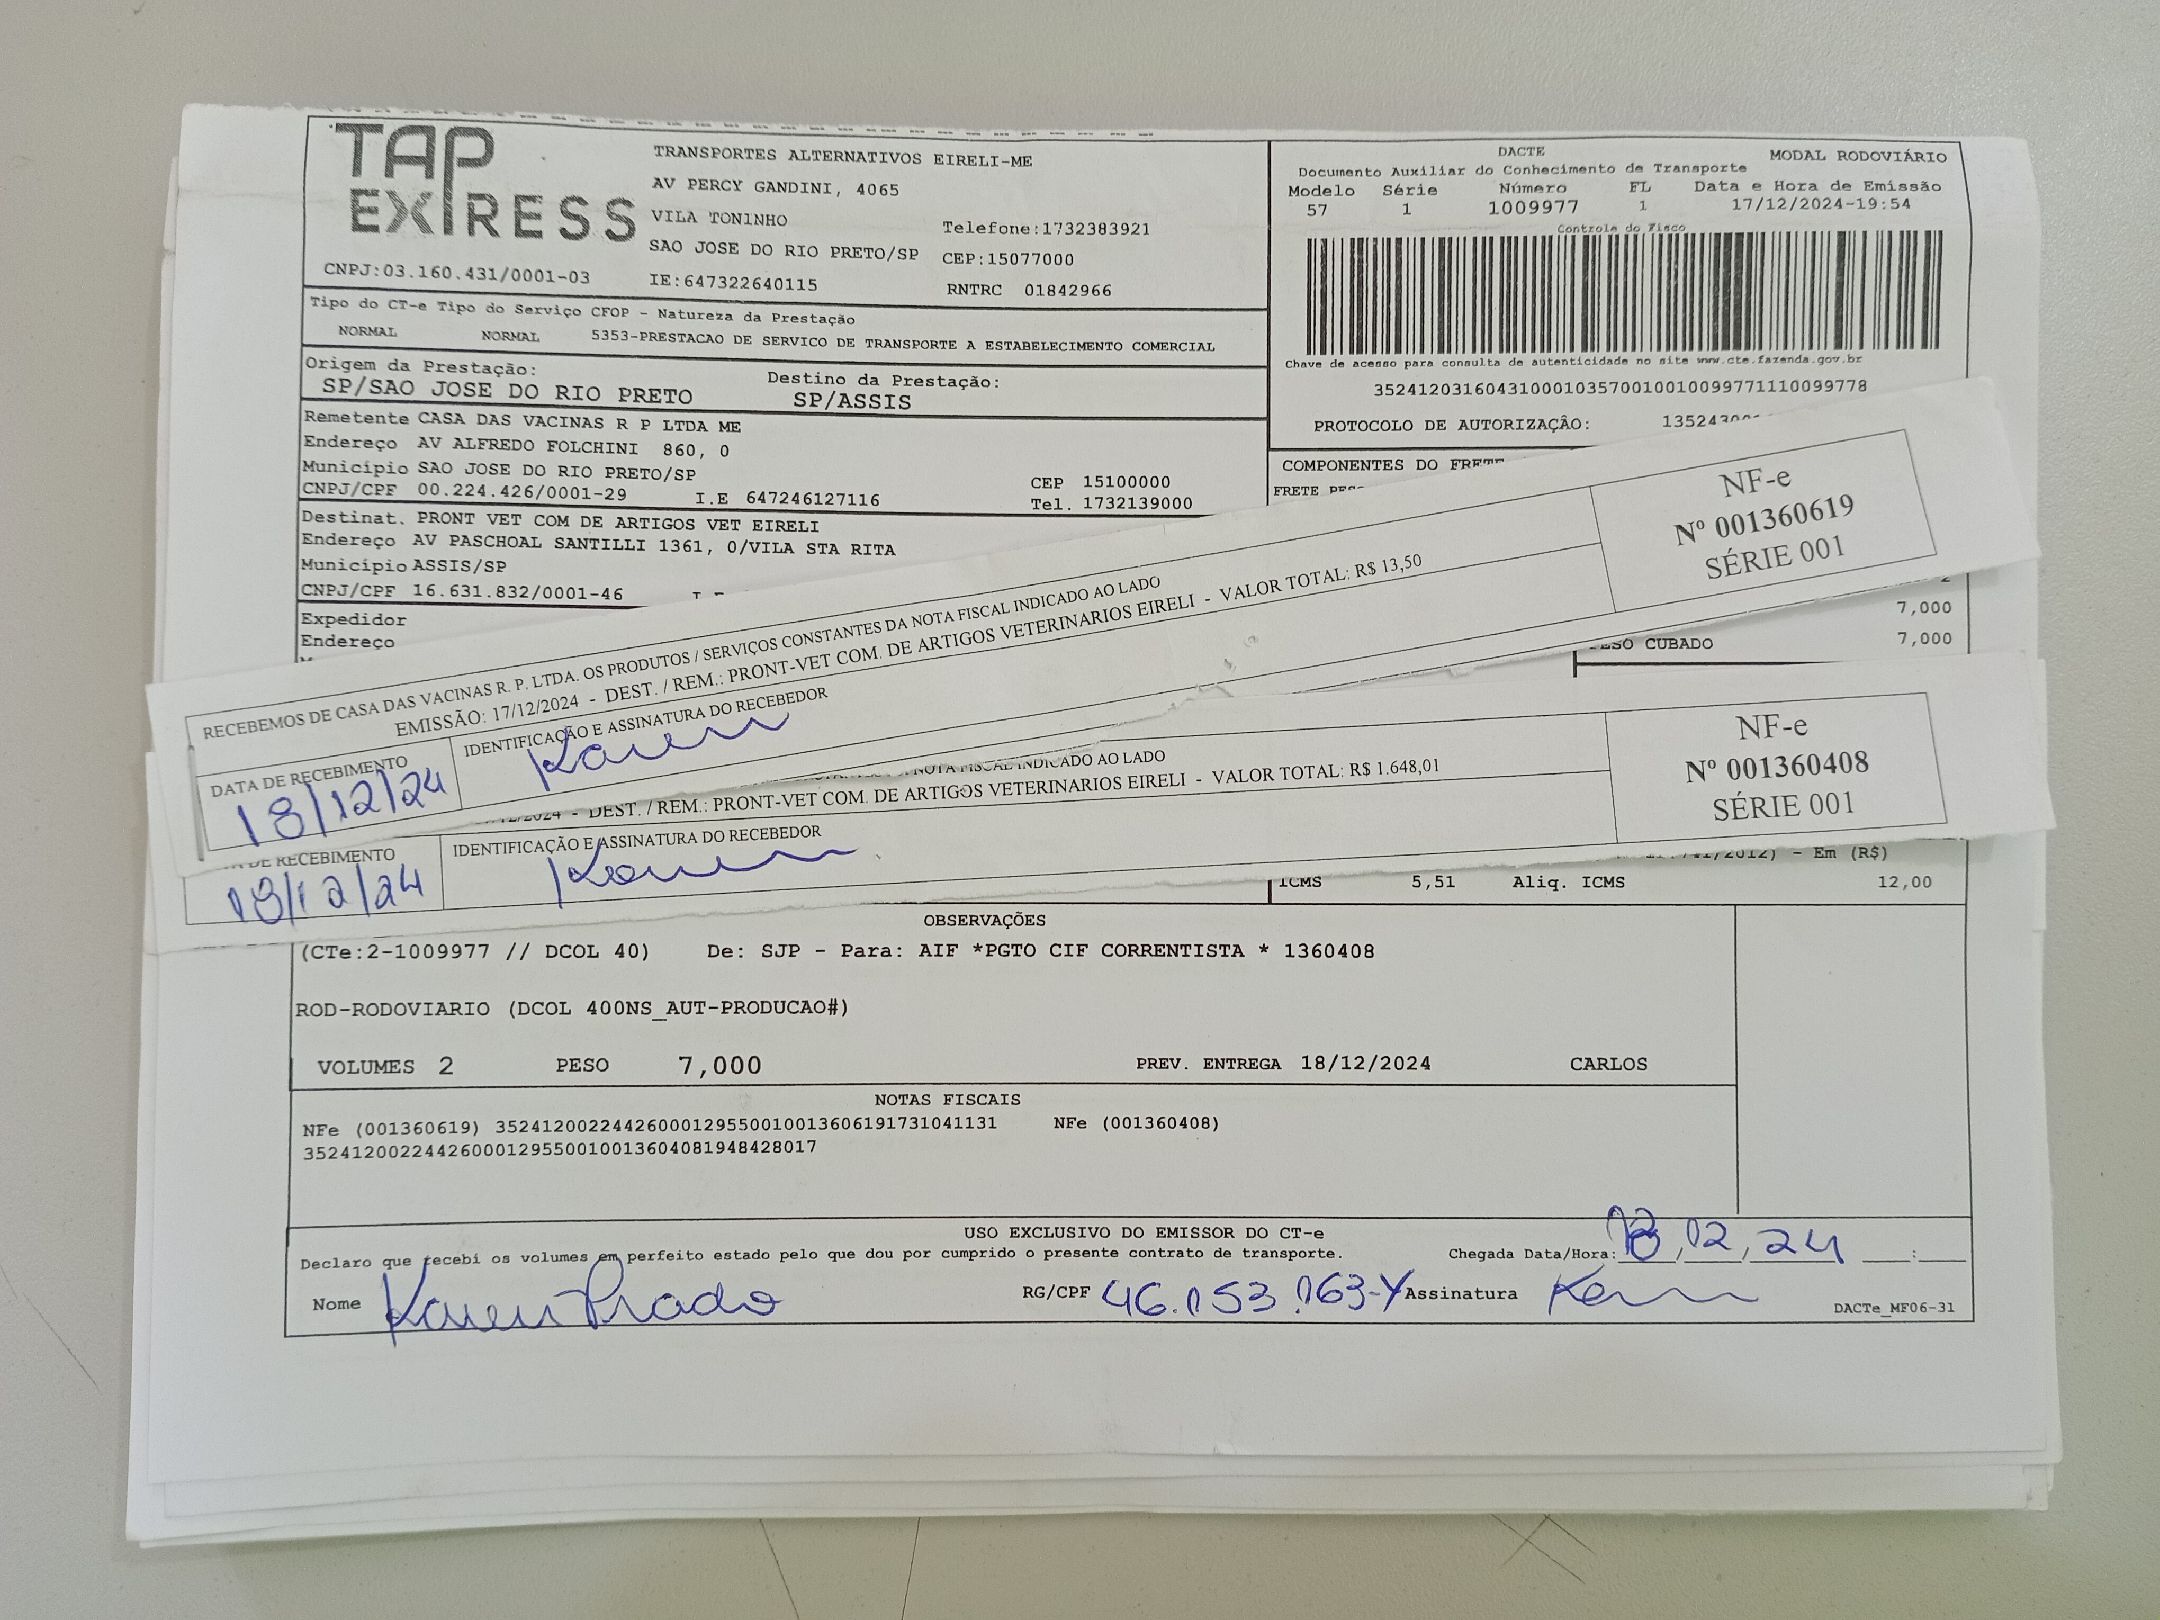 TAP EXPRESS
TRANSPORTES ALTERNATIVOS EIRELI-ME
AV PERCY GANDINI, 4065
VILA TONINHO
Telefone:1732383921
SAO JOSE DO RIO PRETO/SP CEP:15077000
CNPJ:03.160.431/0001-03 IE:647322640115 RNTRC 01842966
DACTE MODAL RODOVIÁRIO
Documento Auxiliar do Conhecimento de Transporte
Modelo Série Número FL Data e Hora de Emissão
57 1 1009977 1 17/12/2024-19:54
Controle do Fisco
Chave de acesso para consulta de autenticidade no site www.cte.fazenda.gov.br
35241203160431000103570010010099771110099778
PROTOCOLO DE AUTORIZAÇÃO:
COMPONENTES DO
FRETE
Tipo do CT-e Tipo do Serviço CFOP - Natureza da Prestação
NORMAL NORMAL 5353-PRESTACAO DE SERVICO DE TRANSPORTE A ESTABELECIMENTO COMERCIAL
Origem da Prestação: Destino da Prestação:
SP/SAO JOSE DO RIO PRETO SP/ASSIS
Remetente CASA DAS VACINAS R P LTDA ME
Endereço AV ALFREDO FOLCHINI 860, 0
Município SAO JOSE DO RIO PRETO/SP CEP 15100000
CNPJ/CPF 00.224.426/0001-29 I.E 647246127116 Tel. 1732139000
Destinat. PRONT VET COM DE ARTIGOS VET EIRELI
Endereço AV PASCHOAL SANTILLI 1361, 0/VILA STA RITA
Município ASSIS/SP
CNPJ/CPF 16.631.832/0001-46
Expedidor
Endereço
7,000
CUBADO 7,000
RECEBEMOS DE CASA DAS VACINAS R. P. LTDA. OS PRODUTOS / SERVIÇOS CONSTANTES DA NOTA FISCAL INDICADO AO LADO
EMISSÃO: 17/12/2024 - DEST. / REM.: PRONT-VET COM. DE ARTIGOS VETERINARIOS EIRELI - VALOR TOTAL: R$ 13,50
NF-e
Nº 001360619
SÉRIE 001
DATA DE RECEBIMENTO IDENTIFICAÇÃO E ASSINATURA DO RECEBEDOR
18/12/24 Karen
INDICADO AO LADO
- DEST. / REM.: PRONT-VET COM. DE ARTIGOS VETERINARIOS EIRELI - VALOR TOTAL: R$ 1.648,01
NF-e
Nº 001360408
SÉRIE 001
DE RECEBIMENTO IDENTIFICAÇÃO E ASSINATURA DO RECEBEDOR
18/12/24 Karen
- Em (R$)
ICMS 5,51 Aliq. ICMS 12,00
OBSERVAÇÕES
(CTe:2-1009977 // DCOL 40) De: SJP - Para: AIF *PGTO CIF CORRENTISTA * 1360408
ROD-RODOVIARIO (DCOL 400NS_AUT-PRODUCAO#)
VOLUMES 2 PESO 7,000 PREV. ENTREGA 18/12/2024 CARLOS
NOTAS FISCAIS
NFe (001360619) 35241200224426000129550010013606191731041131 NFe (001360408)
35241200224426000129550010013604081948428017
USO EXCLUSIVO DO EMISSOR DO CT-e
Declaro que recebi os volumes em perfeito estado pelo que dou por cumprido o presente contrato de transporte. Chegada Data/Hora: 18,12,24 :
Nome Karen Prado RG/CPF 46.153.163-4 Assinatura Karen
DACTe_MF06-31